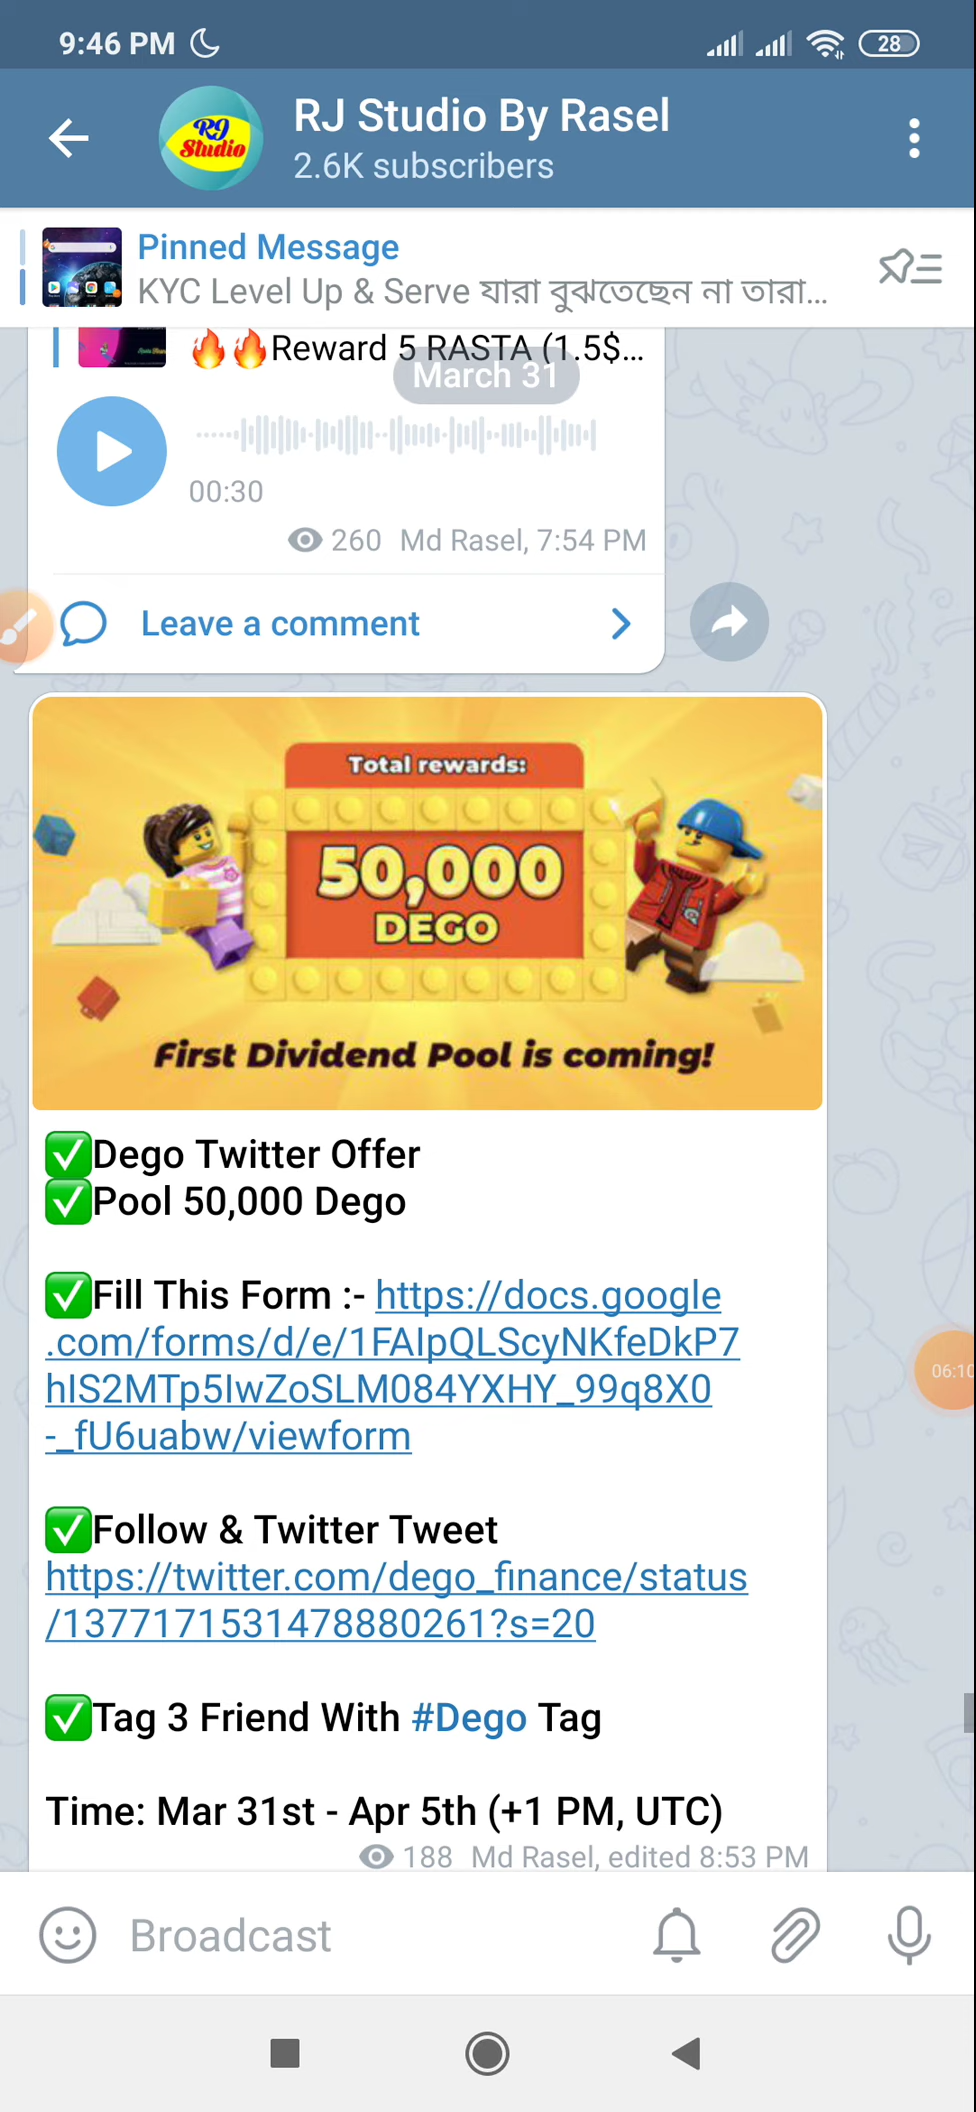 9:46 PM
28
RJ Studio
RJ Studio By Rasel
2.6K subscribers
Pinned Message
KYC Level Up & Serve যারা বুঝতেছেন না তারা...
🔥🔥Reward 5 RASTA (1.5$...
March 31
00:30
260 Md Rasel, 7:54 PM
Leave a comment
Total rewards:
50,000
DEGO
First Dividend Pool is coming!
✅Dego Twitter Offer
✅Pool 50,000 Dego
✅Fill This Form :- https://docs.google
.com/forms/d/e/1FAIpQLScyNKfeDkP7
hIS2MTp5IwZoSLM084YXHY_99q8X0
-_fU6uabw/viewform
06:10
✅Follow & Twitter Tweet
https://twitter.com/dego_finance/status
/1377171531478880261?s=20
✅Tag 3 Friend With #Dego Tag
Time: Mar 31st - Apr 5th (+1 PM, UTC)
188 Md Rasel, edited 8:53 PM
Broadcast